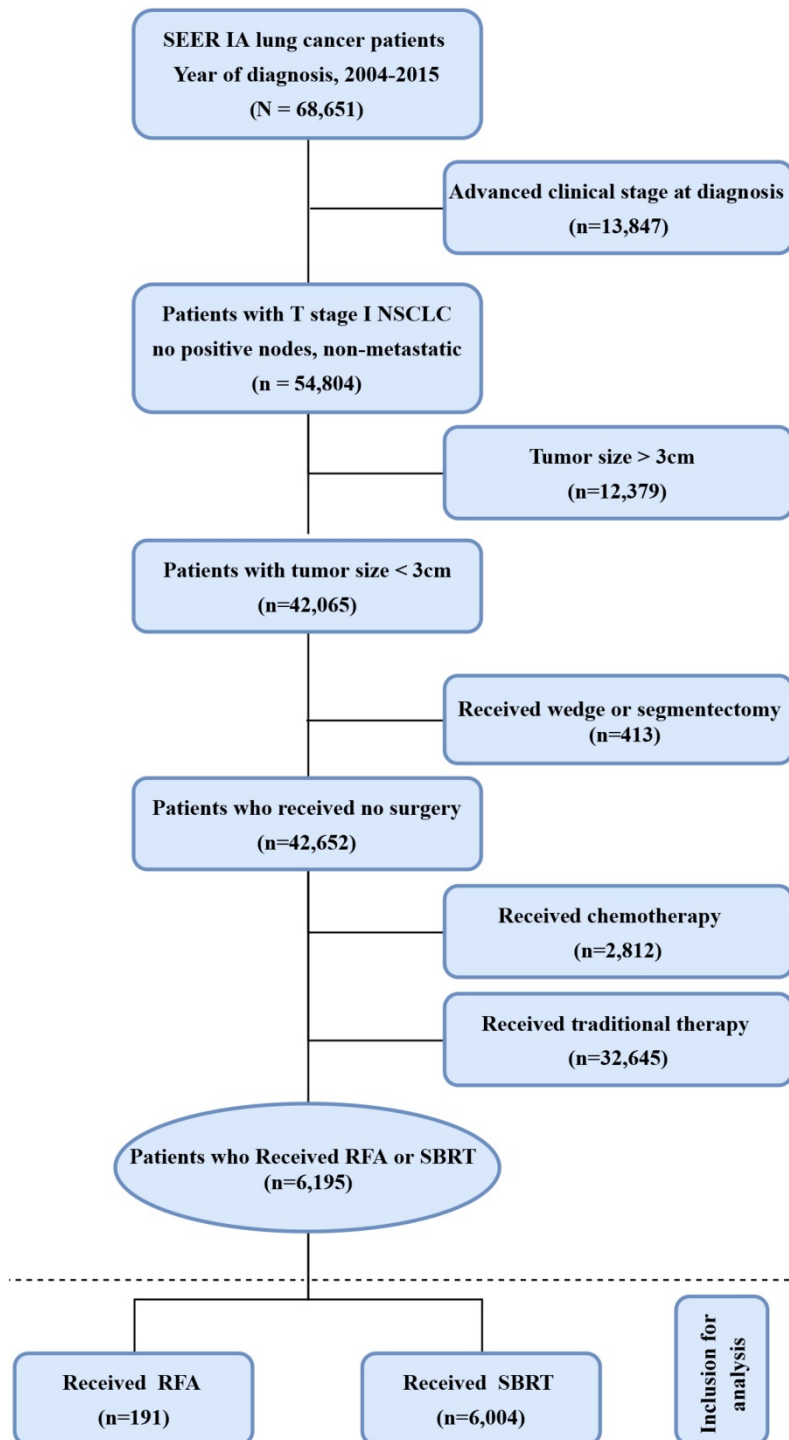 SEER IA lung cancer patients
Year of diagnosis, 2004-2015
(N = 68,651)
Advanced clinical stage at diagnosis
(n=13,847)
Patients with T stage I NSCLC
no positive nodes, non-metastatic
(n = 54,804)
Tumor size > 3cm
(n=12,379)
Patients with tumor size < 3cm
(n=42,065)
Received wedge or segmentectomy
(n=413)
Patients who received no surgery
(n=42,652)
Received chemotherapy
(n=2,812)
Received traditional therapy
(n=32,645)
Patients who Received RFA or SBRT
(n=6,195)
Received RFA
(n=191)
Received SBRT
(n=6,004)
Inclusion for
analysis